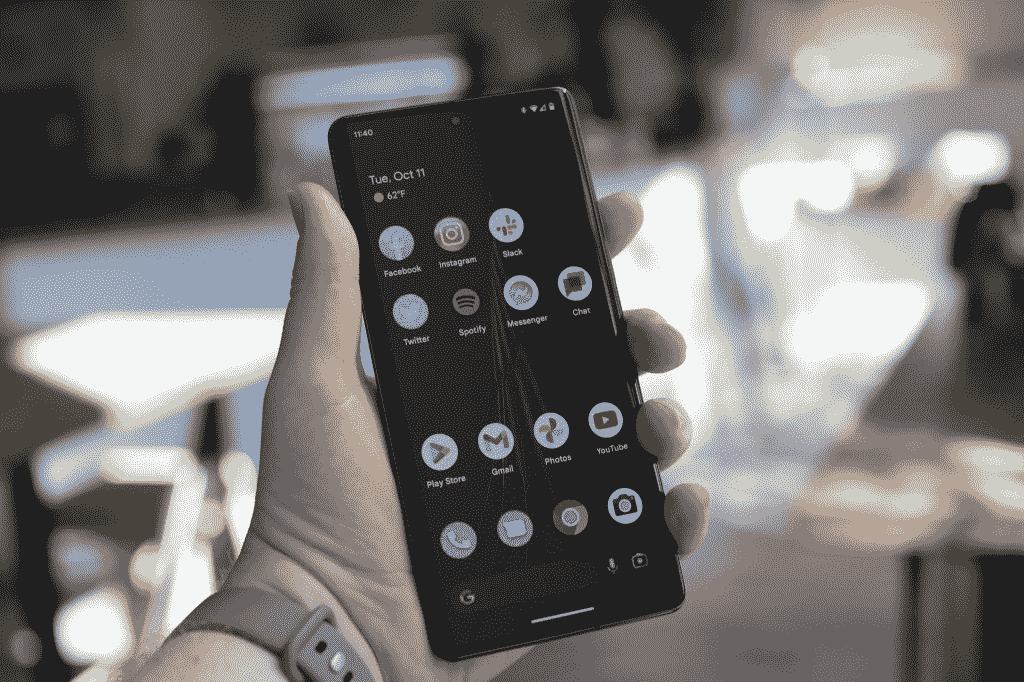 11:40
Tue, Oct 11
62°F
Facebook
Instagram
Slack
Twitter
Spotify
Messenger
Chat
Play Store
Gmail
Photos
YouTube
G